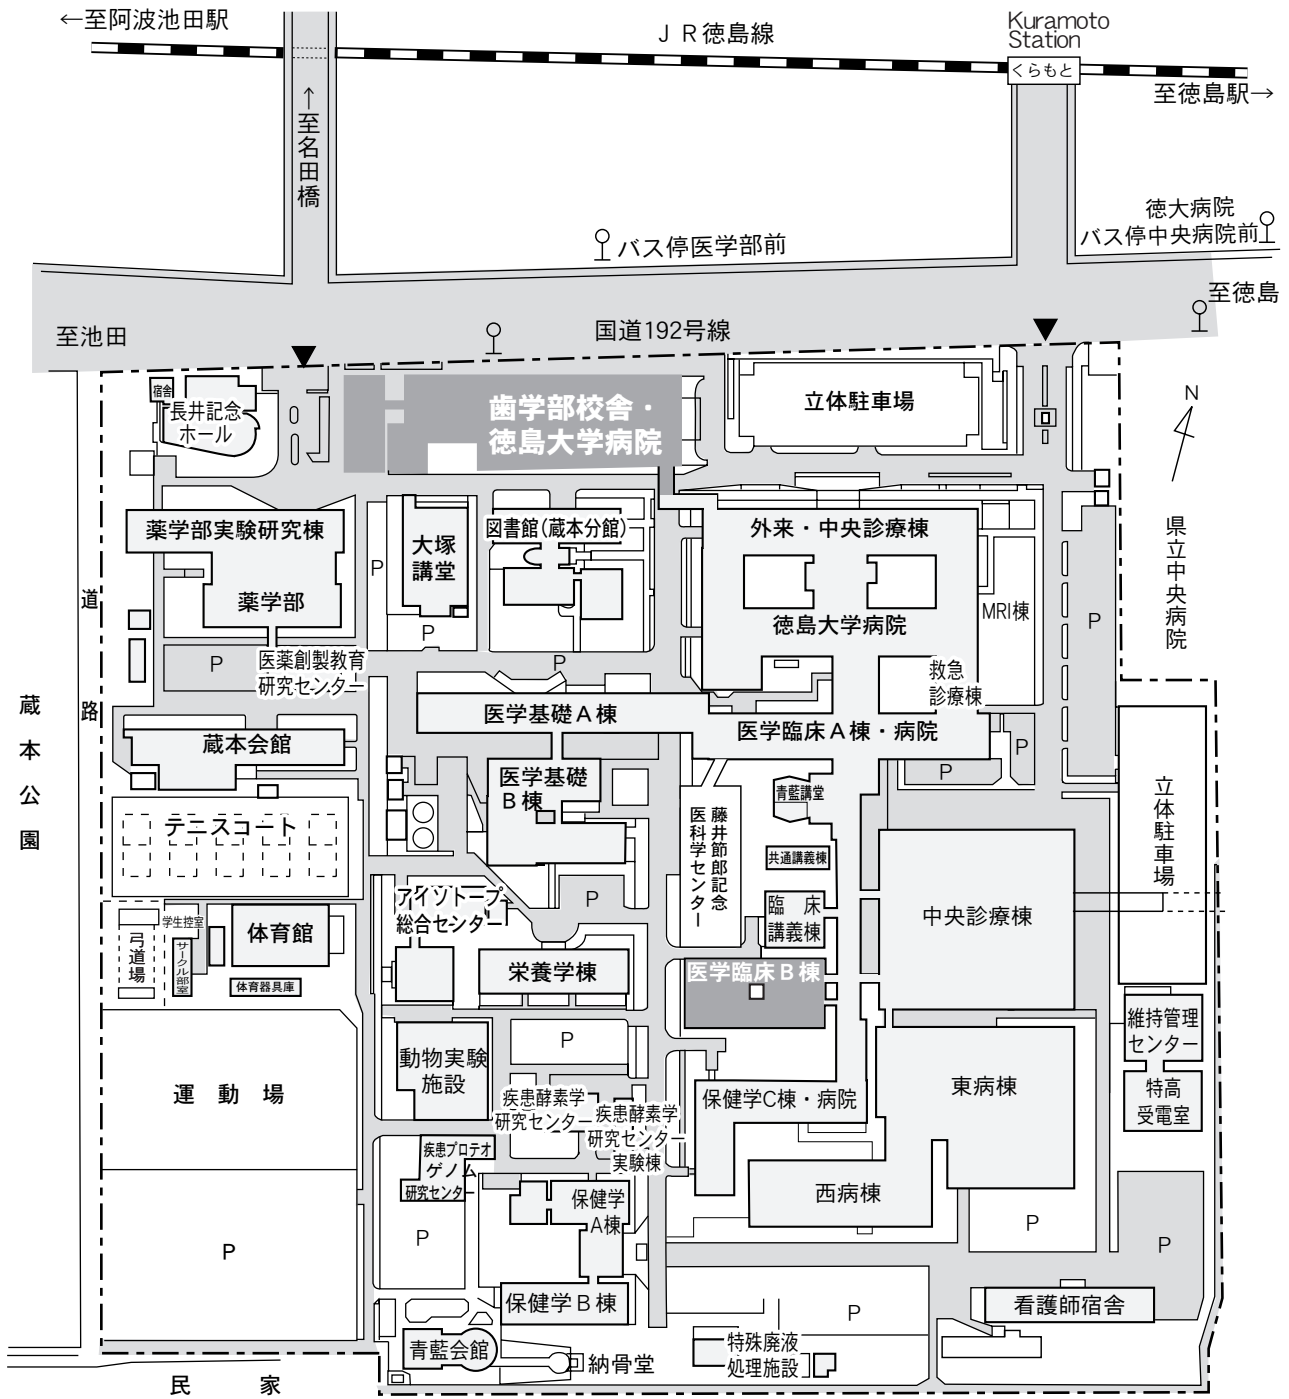 ←至阿波池田駅
ＪＲ徳島線
Kuramoto
Station
くらもと
至徳島駅→
←至名田橋
徳大病院
バス停中央病院前
バス停医学部前
至徳島
国道192号線
至池田
宿舎
長井記念
ホール
歯学部校舎・
徳島大学病院
立体駐車場
N
県立中央病院
薬学部実験研究棟
薬学部
大塚
講堂
P
図書館(蔵本分館)
外来・中央診療棟
徳島大学病院
MRI棟
P
道路
P
P
P
医薬創製教育
研究センター
救急
診療棟
蔵本公園
医学基礎Ａ棟
医学臨床Ａ棟・病院
蔵本会館
P
P
医学基礎
Ｂ棟
青藍講堂
藤井節郎記念
医科学センター
立体駐車場
テニスコート
共通講義棟
P
アイソトープ
総合センター
臨床
講義棟
中央診療棟
学生控室
弓道場
サークル部室
体育館
体育器具庫
栄養学棟
医学臨床Ｂ棟
維持管理
センター
P
動物実験
施設
運動場
疾患酵素学
研究センター
疾患酵素学
研究センター
実験棟
保健学C棟・病院
東病棟
特高
受電室
疾患プロテオ
ゲノム
研究センター
保健学
A棟
西病棟
P
P
P
P
保健学Ｂ棟
P
看護師宿舎
青藍会館
納骨堂
特殊廃液
処理施設
民家